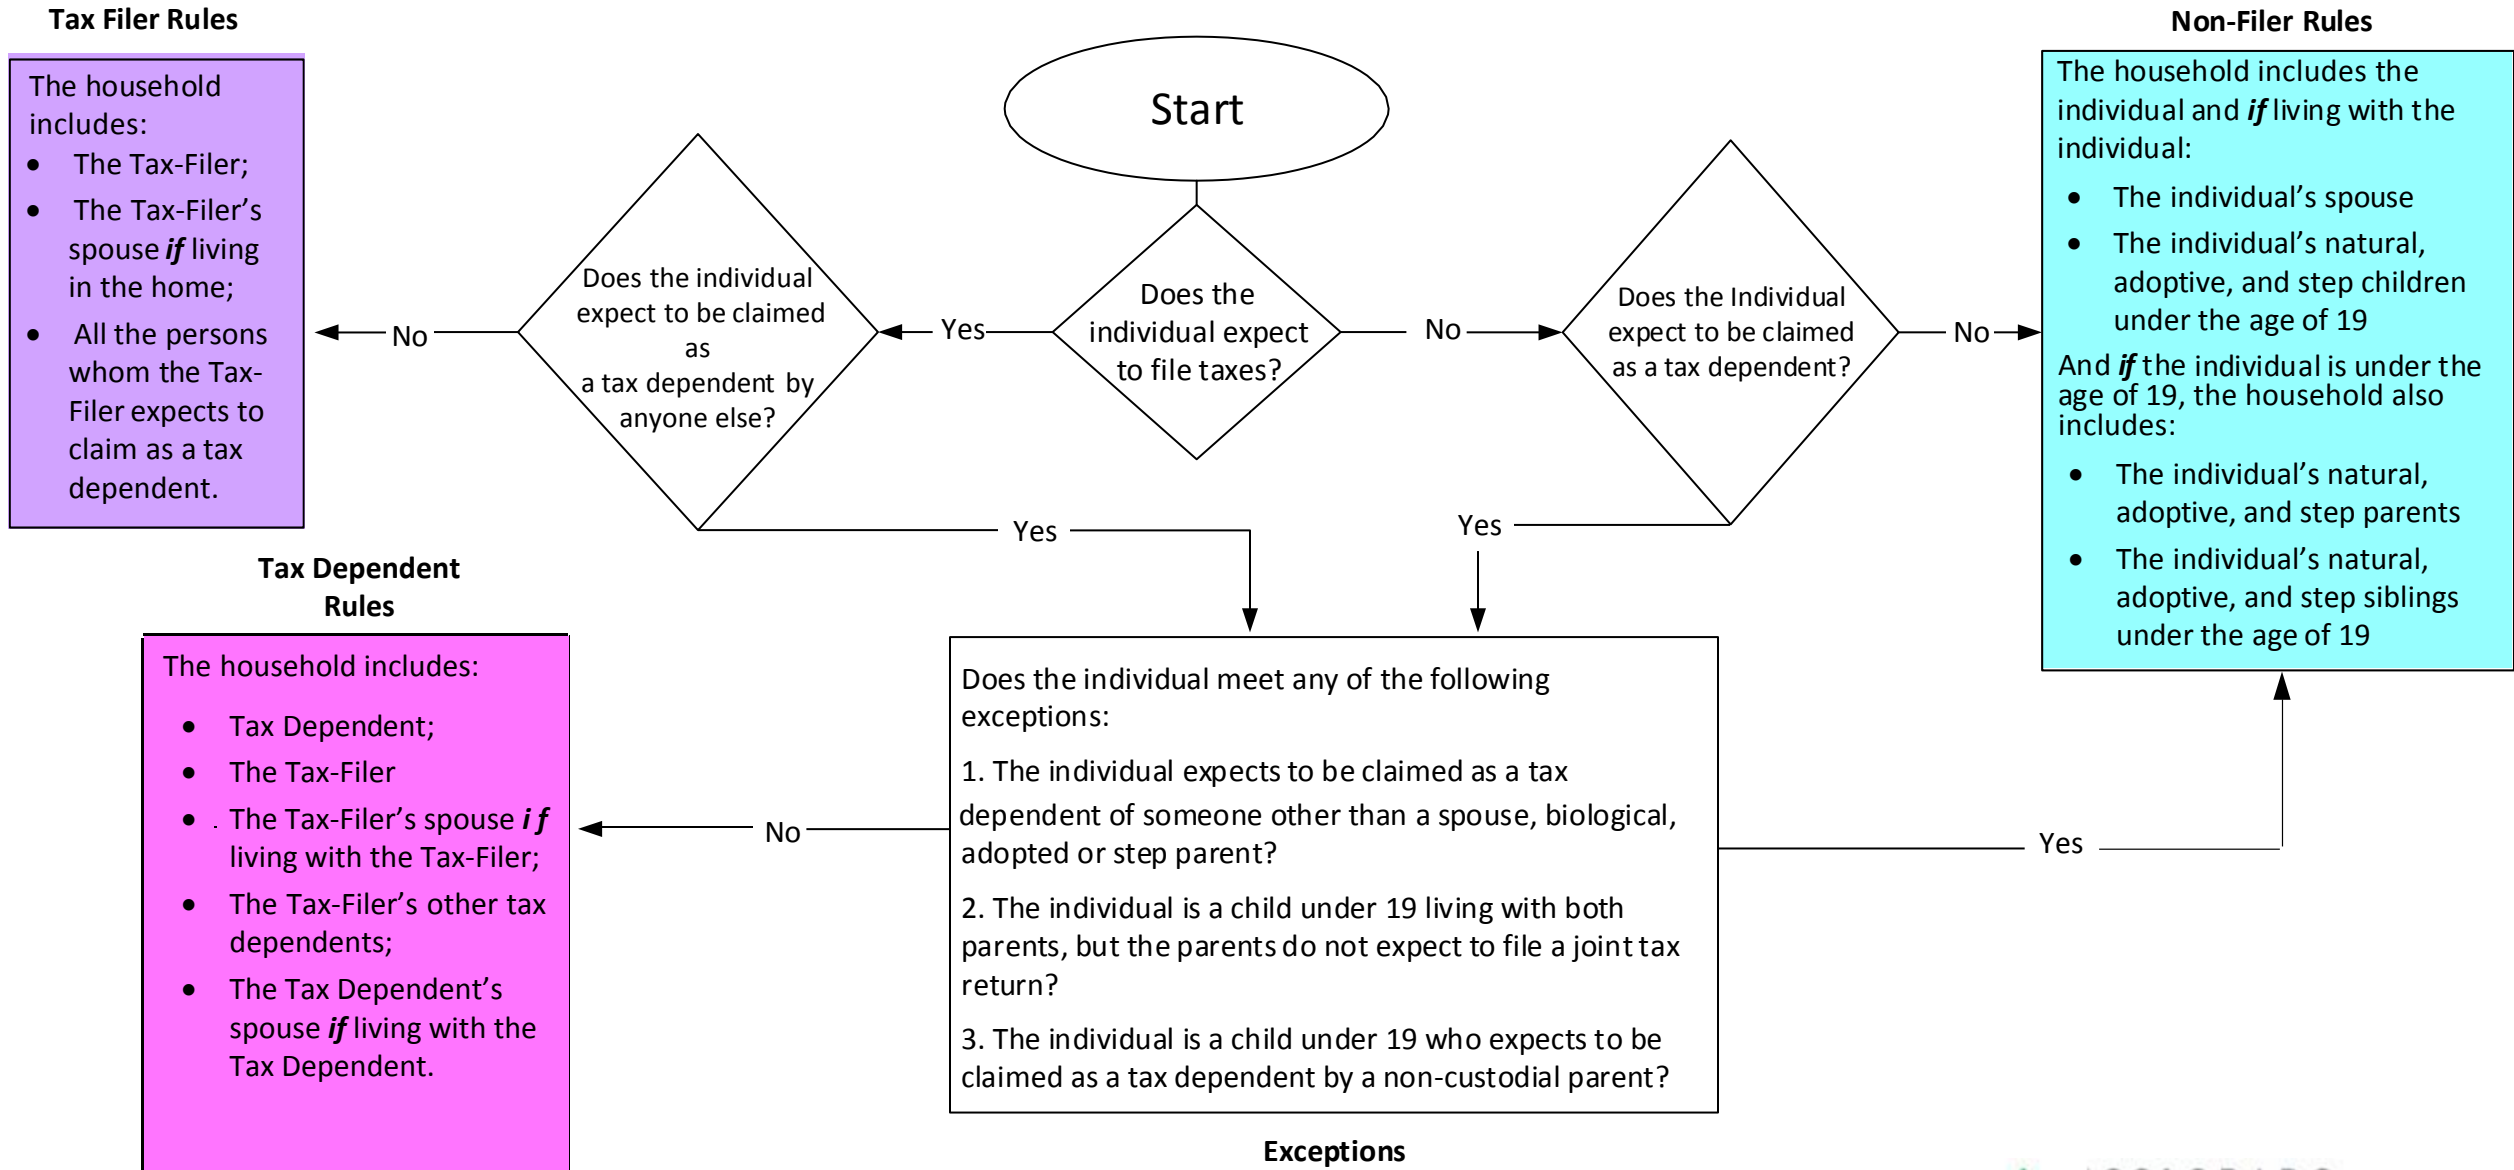 Tax Filer Rules
The household
includes:
• The Tax-Filer;
• The Tax-Filer's
spouse if living
in the home;
• All the persons
whom the Tax-
Filer expects to
claim as a tax
dependent.
Start
Does the
individual expect
to file taxes?
Yes
No
Does the individual
expect to be claimed
as
a tax dependent by
anyone else?
No
Yes
Does the Individual
expect to be claimed
as a tax dependent?
No
Yes
Non-Filer Rules
The household includes the
individual and if living with the
individual:
• The individual's spouse
• The individual's natural,
adoptive, and step children
under the age of 19
And if the individual is under the
age of 19, the household also
includes:
• The individual's natural,
adoptive, and step parents
• The individual's natural,
adoptive, and step siblings
under the age of 19
Tax Dependent
Rules
The household includes:
• Tax Dependent;
• The Tax-Filer
• . The Tax-Filer's spouse i f
living with the Tax-Filer;
• The Tax-Filer's other tax
dependents;
• The Tax Dependent's
spouse if living with the
Tax Dependent.
No
Does the individual meet any of the following
exceptions:
1. The individual expects to be claimed as a tax
dependent of someone other than a spouse, biological,
adopted or step parent?
2. The individual is a child under 19 living with both
parents, but the parents do not expect to file a joint tax
return?
3. The individual is a child under 19 who expects to be
claimed as a tax dependent by a non-custodial parent?
Yes
Exceptions